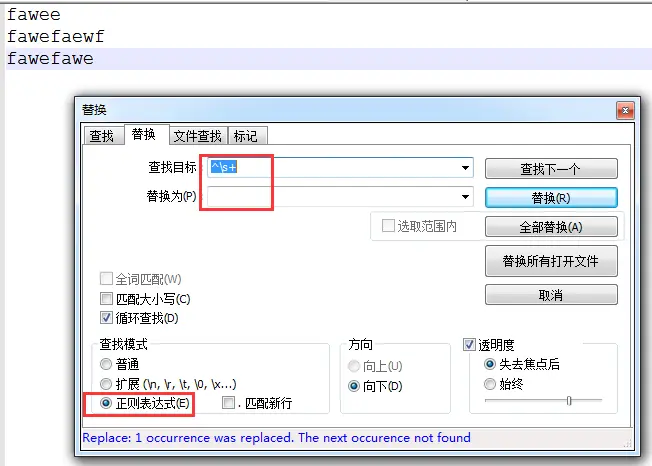 fawee
fawefaewf
fawefawe
替换
查找 替换 文件查找 标记
查找目标 : ^\s+ 查找下一个
替换为(P) : 替换(R)
选取范围内 全部替换(A)
替换所有打开文件
全词匹配(W) 取消
匹配大小写(C)
循环查找(D)
查找模式 方向 透明度
普通 向上(U) 失去焦点后
扩展 (\n, \r, \t, \0, \x...) 向下(D) 始终
正则表达式(E) . 匹配新行
Replace: 1 occurrence was replaced. The next occurence not found